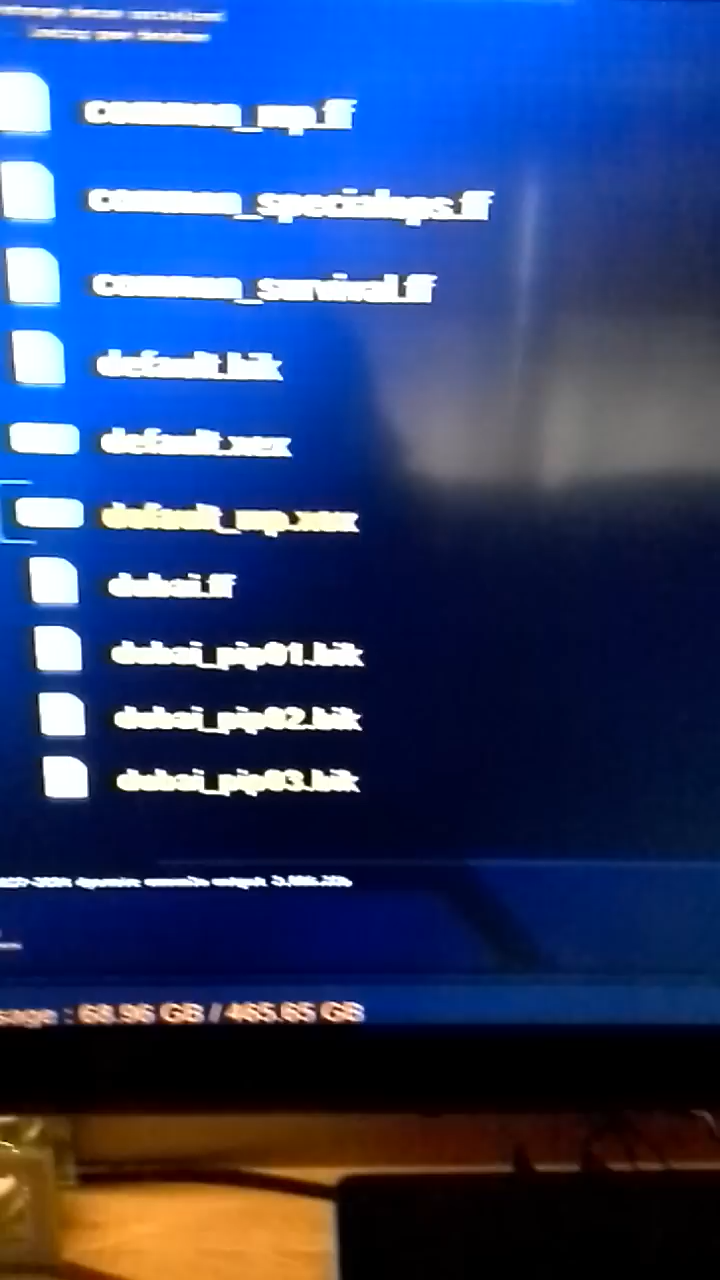 common_mp.ff
common_specialops.ff
common_survival.ff
default.bik
default.xex
default_mp.xex
dubai.ff
dubai_pip01.bik
dubai_pip02.bik
dubai_pip03.bik
sage : 68.96 GB / 465.65 GB